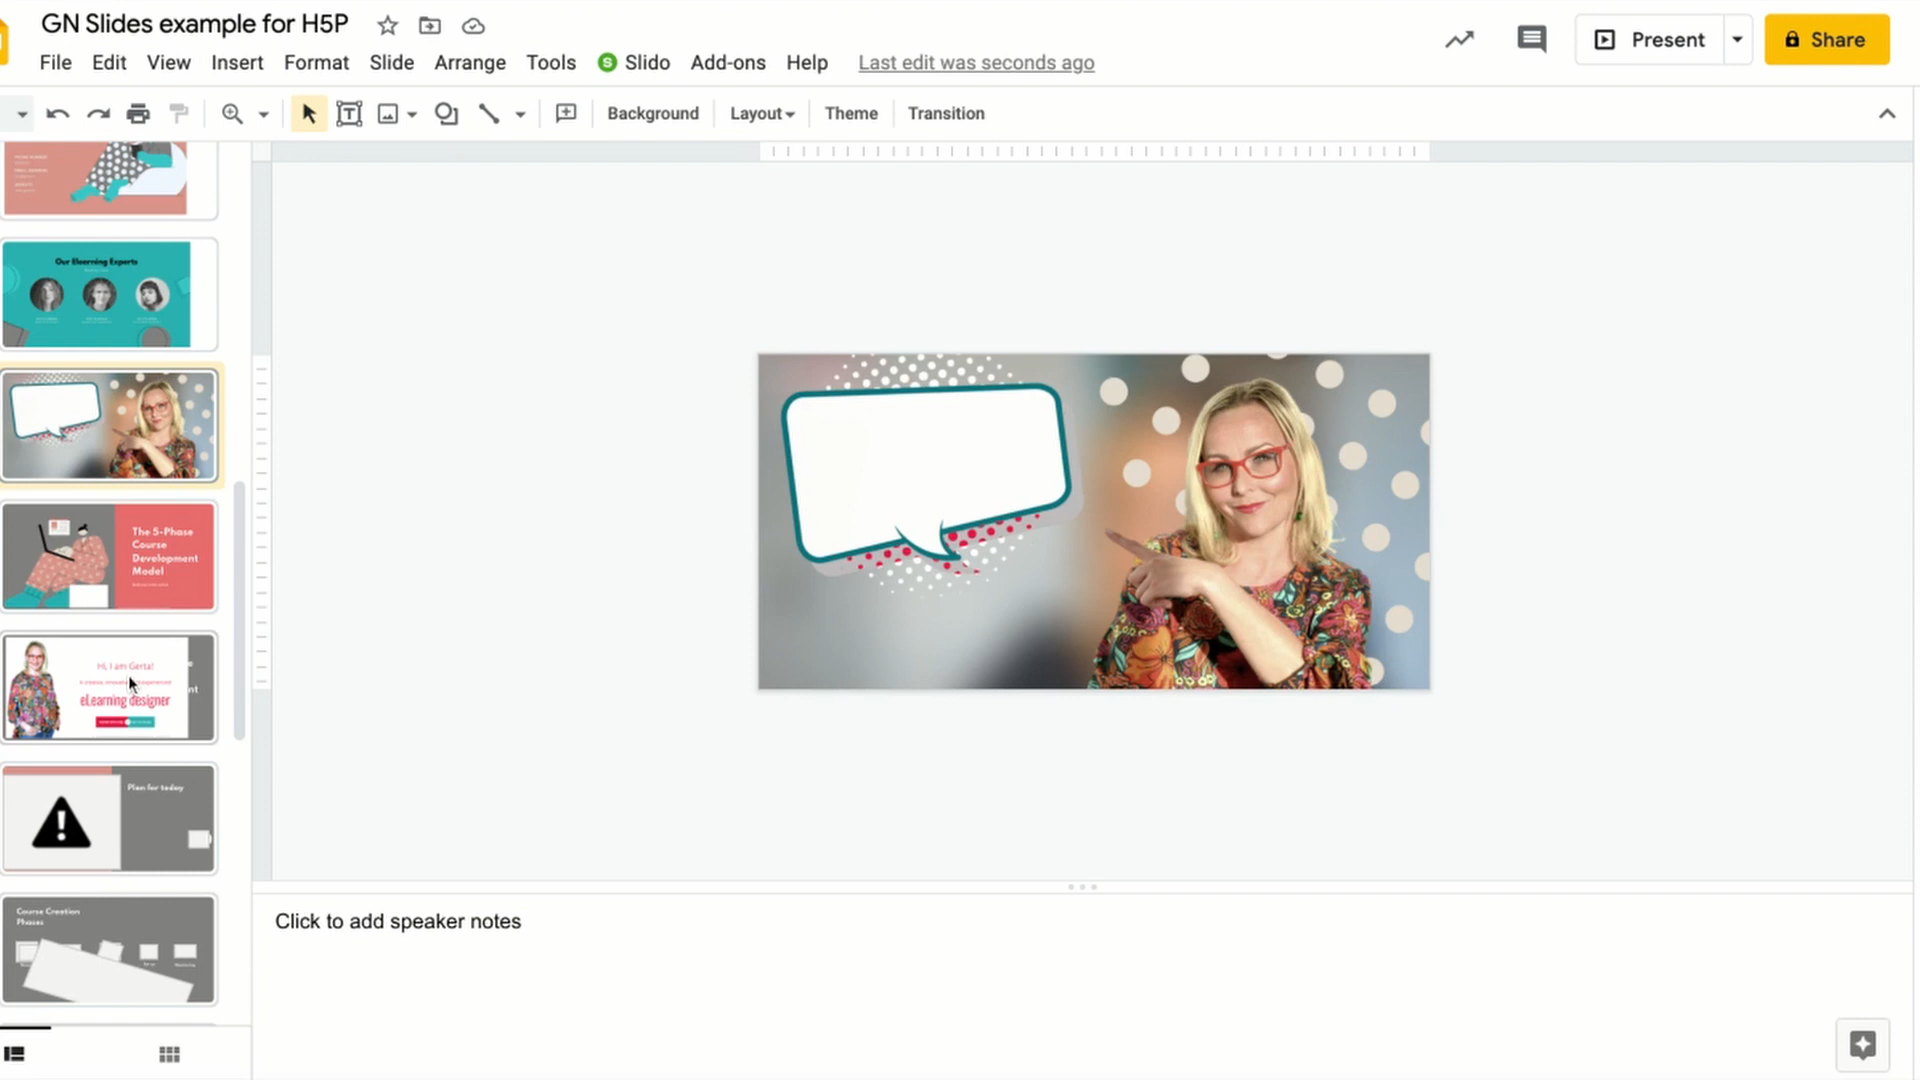 GN Slides example for H5P
File Edit View Insert Format Slide Arrange Tools Slido Add-ons Help Last edit was seconds ago
Present
Share
Background Layout Theme Transition
Our Elearning Experts
The 5-Phase
Course
Development
Model
Hi, I am Gerta!
eLearning designer
Plan for today
Course Creation
Phases
Click to add speaker notes